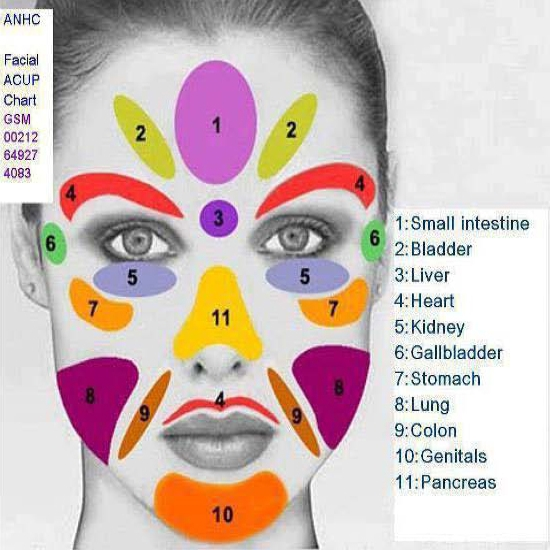 ANHC
Facial
ACUP
Chart
GSM
00212
64927
4083
1
2
2
3
4
4
6
6
5
5
7
7
11
8
8
9
9
4
10
1:Small intestine
2:Bladder
3:Liver
4:Heart
5:Kidney
6:Gallbladder
7:Stomach
8:Lung
9:Colon
10:Genitals
11:Pancreas